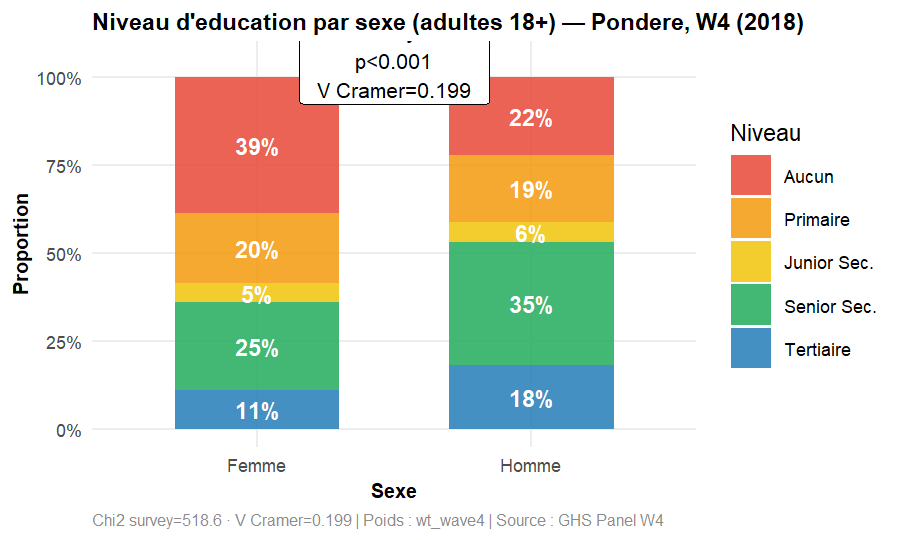 Niveau d'education par sexe (adultes 18+) — Pondere, W4 (2018)
p<0.001
V Cramer=0.199
100%
75%
50%
25%
0%
Proportion
39%
20%
5%
25%
11%
22%
19%
6%
35%
18%
Femme
Homme
Sexe
Niveau
Aucun
Primaire
Junior Sec.
Senior Sec.
Tertiaire
Chi2 survey=518.6 · V Cramer=0.199 | Poids : wt_wave4 | Source : GHS Panel W4